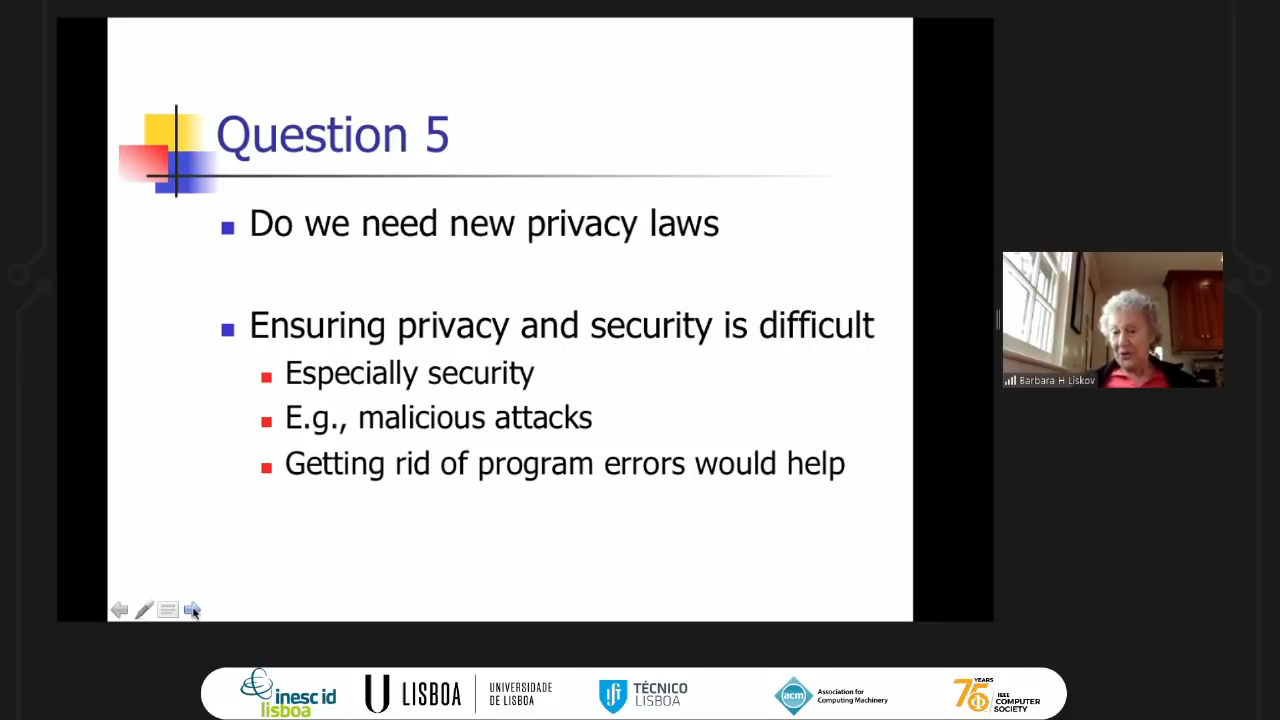 Question 5
Do we need new privacy laws
Ensuring privacy and security is difficult
Especially security
E.g., malicious attacks
Getting rid of program errors would help
Barbara H Liskov
inesc id
lisboa
U LISBOA
UNIVERSIDADE
DE LISBOA
TÉCNICO
LISBOA
acm
Association for
Computing Machinery
75
YEARS
IEEE
COMPUTER
SOCIETY